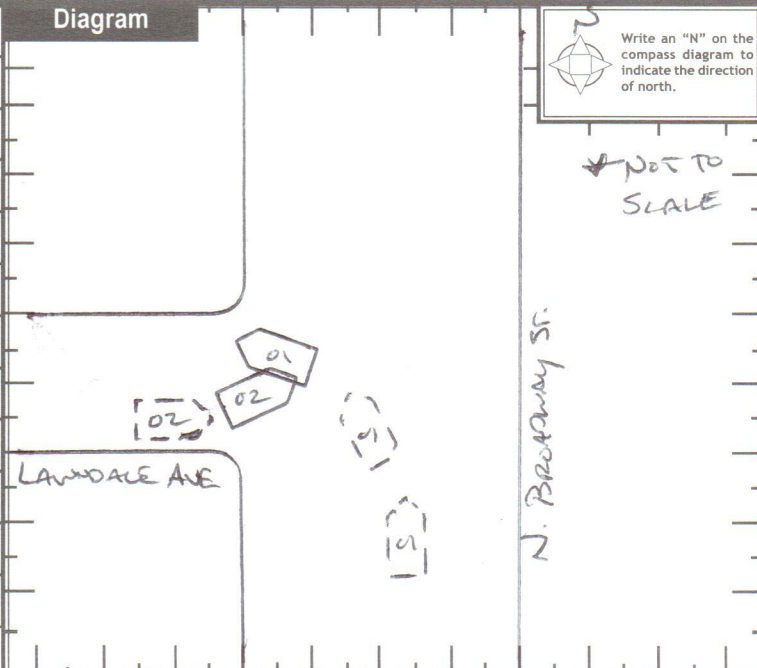 Diagram
N
Write an "N" on the
compass diagram to
indicate the direction
of north.
* NOT TO
SCALE
01
02
02
01
01
LAWNDALE AVE
N. BROADWAY ST.